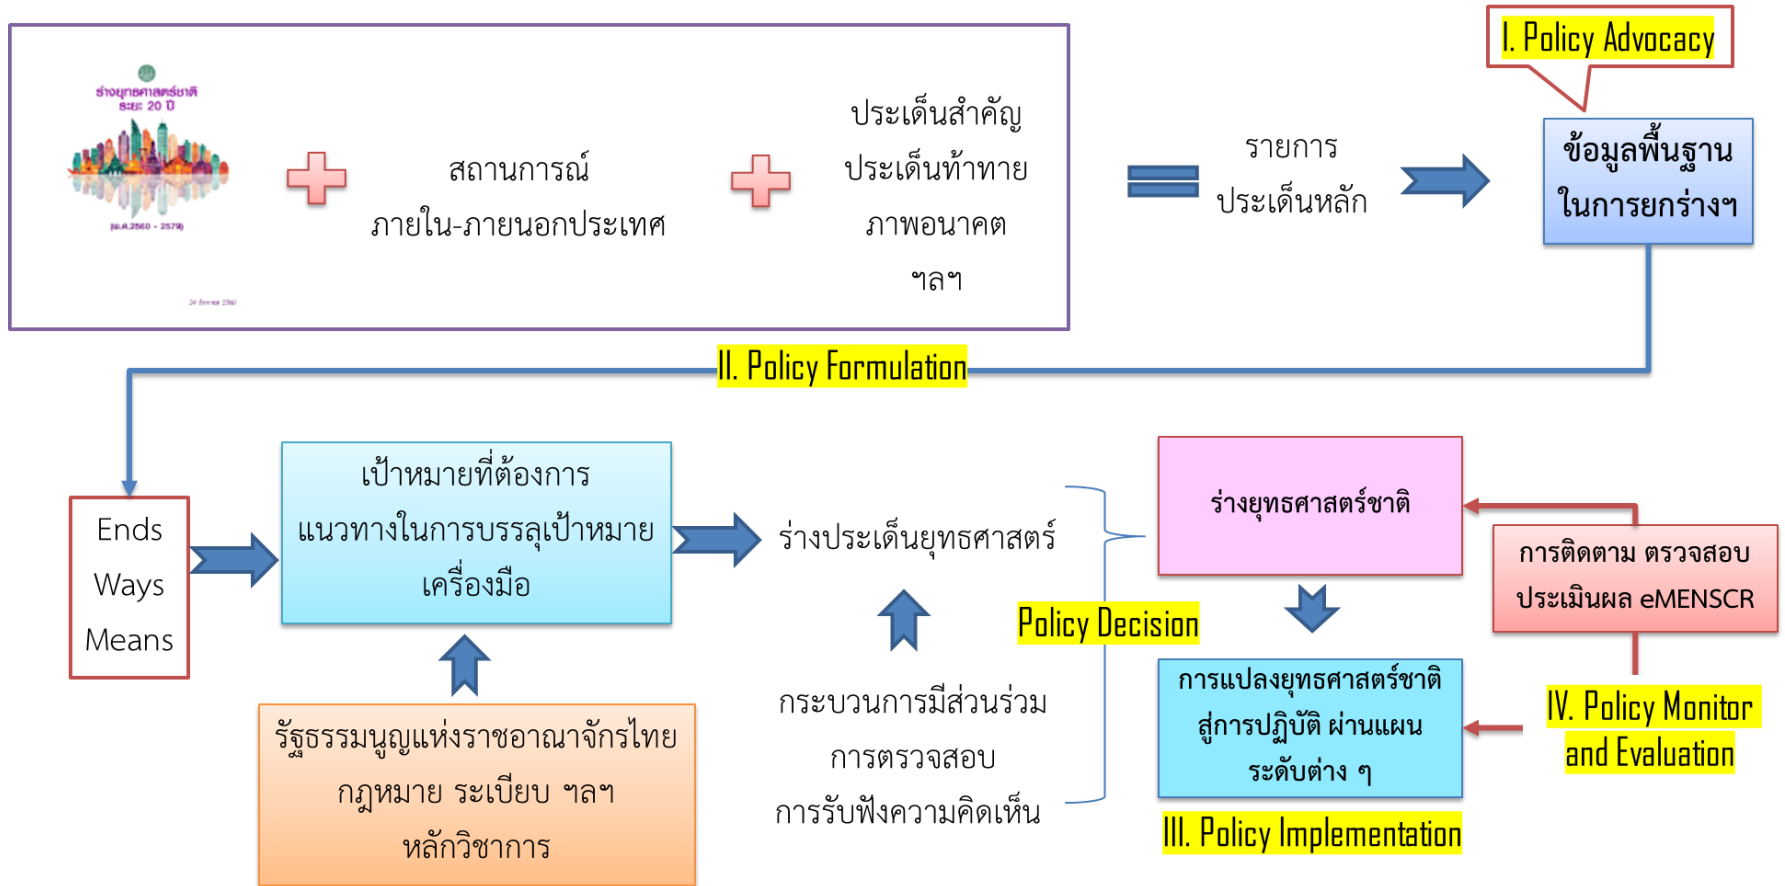 I. Policy Advocacy
ร่างยุทธศาสตร์ชาติ
ระยะ 20 ปี
(พ.ศ.2560 - 2579)
24 สิงหาคม 2560
สถานการณ์
ภายใน-ภายนอกประเทศ
ประเด็นสำคัญ
ประเด็นท้าทาย
ภาพอนาคต
ฯลฯ
รายการ
ประเด็นหลัก
ข้อมูลพื้นฐาน
ในการยกร่างฯ
II. Policy Formulation
Ends
Ways
Means
เป้าหมายที่ต้องการ
แนวทางในการบรรลุเป้าหมาย
เครื่องมือ
รัฐธรรมนูญแห่งราชอาณาจักรไทย
กฎหมาย ระเบียบ ฯลฯ
หลักวิชาการ
ร่างประเด็นยุทธศาสตร์
กระบวนการมีส่วนร่วม
การตรวจสอบ
การรับฟังความคิดเห็น
Policy Decision
ร่างยุทธศาสตร์ชาติ
การแปลงยุทธศาสตร์ชาติ
สู่การปฏิบัติ ผ่านแผน
ระดับต่าง ๆ
III. Policy Implementation
การติดตาม ตรวจสอบ
ประเมินผล eMENSCR
IV. Policy Monitor
and Evaluation